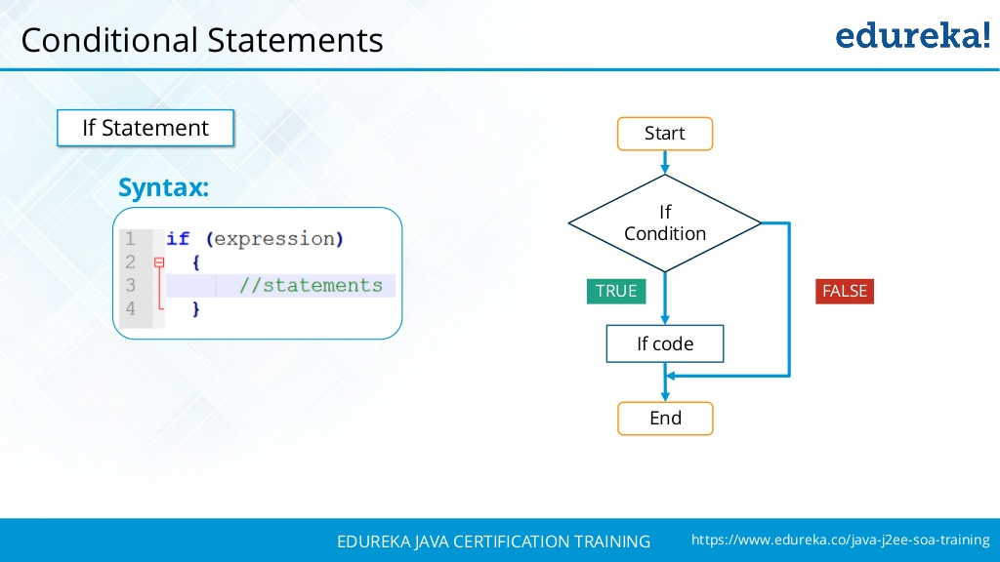 Conditional Statements
edureka!
If Statement
Syntax:
1 if (expression)
2 {
3 //statements
4 }
Start
If
Condition
TRUE
FALSE
If code
End
EDUREKA JAVA CERTIFICATION TRAINING
https://www.edureka.co/java-j2ee-soa-training